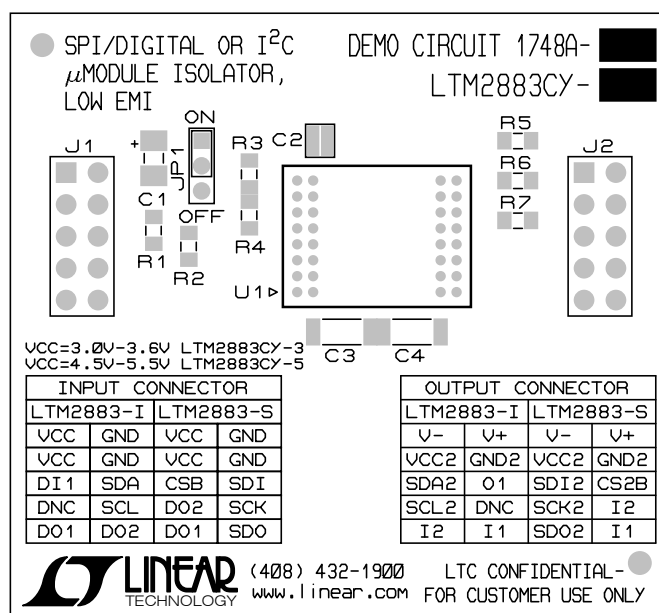 SPI/DIGITAL OR I²C
μMODULE ISOLATOR,
LOW EMI
DEMO CIRCUIT 1748A-
LTM2883CY-
ON
J1
+
JP1
R3
C2
R5
J2
R6
C1
R7
OFF
R1
R2
R4
U1
C3
C4
VCC=3.0V-3.6V LTM2883CY-3
VCC=4.5V-5.5V LTM2883CY-5
INPUT CONNECTOR
LTM2883-I LTM2883-S
VCC GND VCC GND
VCC GND VCC GND
DI1 SDA CSB SDI
DNC SCL DO2 SCK
DO1 DO2 DO1 SDO
OUTPUT CONNECTOR
LTM2883-I LTM2883-S
V- V+ V- V+
VCC2 GND2 VCC2 GND2
SDA2 O1 SDI2 CS2B
SCL2 DNC SCK2 I2
I2 I1 SDO2 I1
LINEAR
TECHNOLOGY
(408) 432-1900
www.linear.com
LTC CONFIDENTIAL-
FOR CUSTOMER USE ONLY